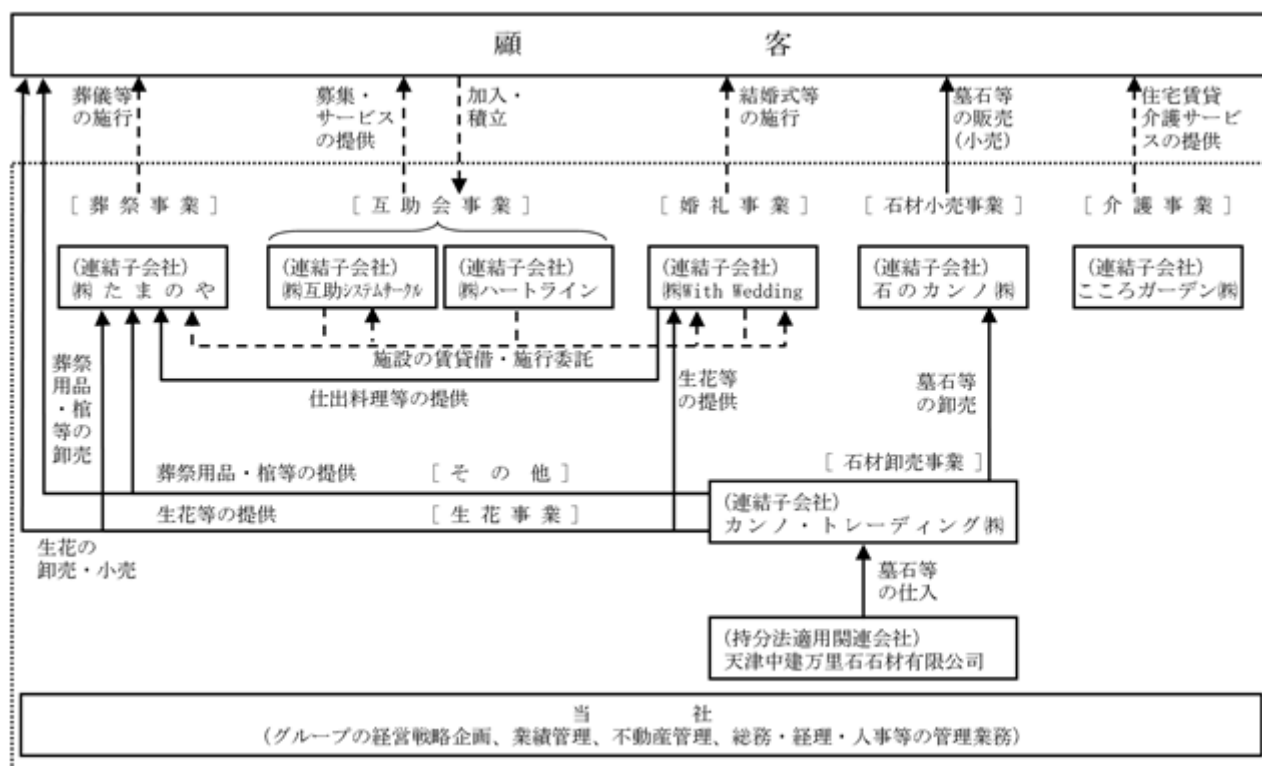 顧 客
葬儀等
の施行
募集・
サービス
の提供
加入・
積立
結婚式等
の施行
墓石等
の販売
(小売)
住宅賃貸
介護サービ
スの提供
[ 葬 祭 事 業 ]
[ 互 助 会 事 業 ]
[ 婚 礼 事 業 ]
[ 石材小売事業 ]
[ 介 護 事 業 ]
(連結子会社)
㈱たまのや
(連結子会社)
㈱互助システムサークル
(連結子会社)
㈱ハートライン
(連結子会社)
㈱With Wedding
(連結子会社)
石のカンノ㈱
(連結子会社)
こころガーデン㈱
施設の賃貸借・施行委託
仕出料理等の提供
葬祭
用品
・棺
等の
卸売
生花等
の提供
墓石等
の卸売
[ 石材卸売事業 ]
葬祭用品・棺等の提供 [ そ の 他 ]
生花等の提供 [ 生 花 事 業 ]
(連結子会社)
カンノ・トレーディング㈱
生花の
卸売・小売
墓石等
の仕入
(持分法適用関連会社)
天津中建万里石石材有限公司
当 社
(グループの経営戦略企画、業績管理、不動産管理、総務・経理・人事等の管理業務)